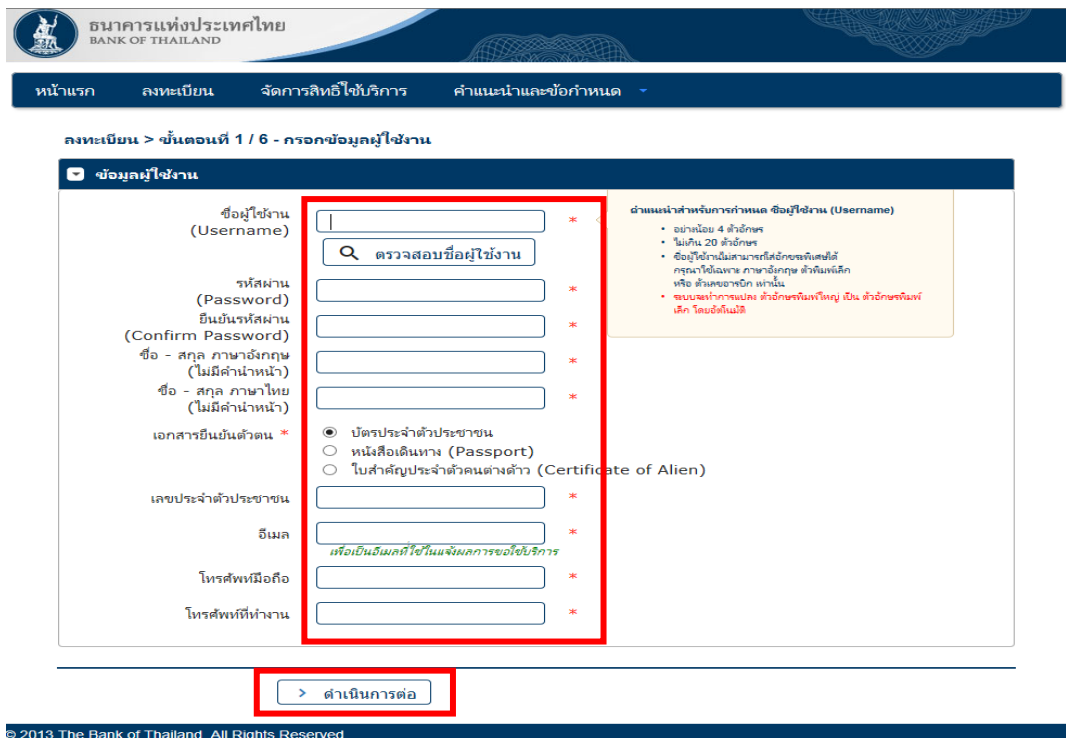 ธนาคารแห่งประเทศไทย
BANK OF THAILAND
หน้าแรก ลงทะเบียน จัดการสิทธิ์ใช้บริการ คำแนะนำและข้อกำหนด
ลงทะเบียน > ขั้นตอนที่ 1 / 6 - กรอกข้อมูลผู้ใช้งาน
ข้อมูลผู้ใช้งาน
ชื่อผู้ใช้งาน
(Username)
*
ตรวจสอบชื่อผู้ใช้งาน
คำแนะนำสำหรับการกำหนด ชื่อผู้ใช้งาน (Username)
• อย่างน้อย 4 ตัวอักษร
• ไม่เกิน 20 ตัวอักษร
• ชื่อผู้ใช้งานไม่สามารถใส่อักขระพิเศษได้
กรุณาใช้เฉพาะ ภาษาอังกฤษ ตัวพิมพ์เล็ก
หรือ ตัวเลขอารบิก เท่านั้น
• ระบบจะทำการแปลง ตัวอักษรพิมพ์ใหญ่ เป็น ตัวอักษรพิมพ์
เล็ก โดยอัตโนมัติ
รหัสผ่าน
(Password)
*
ยืนยันรหัสผ่าน
(Confirm Password)
*
ชื่อ - สกุล ภาษาอังกฤษ
(ไม่มีคำนำหน้า)
*
ชื่อ - สกุล ภาษาไทย
(ไม่มีคำนำหน้า)
*
เอกสารยืนยันตัวตน *
บัตรประจำตัวประชาชน
หนังสือเดินทาง (Passport)
ใบสำคัญประจำตัวคนต่างด้าว (Certificate of Alien)
เลขประจำตัวประชาชน *
อีเมล *
เพื่อเป็นอีเมลที่ใช้ในแจ้งผลการขอใช้บริการ
โทรศัพท์มือถือ *
โทรศัพท์ที่ทำงาน *
> ดำเนินการต่อ
© 2013 The Bank of Thailand. All Rights Reserved